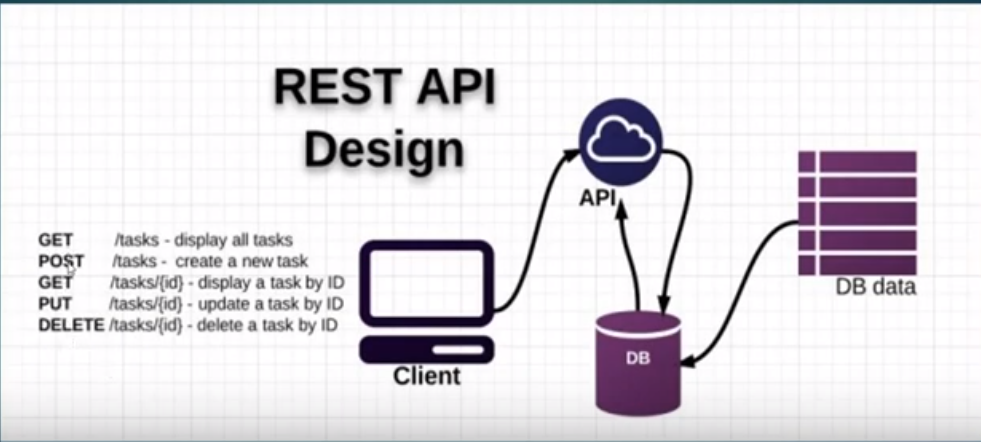 REST API
Design
GET /tasks - display all tasks
POST /tasks - create a new task
GET /tasks/{id} - display a task by ID
PUT /tasks/{id} - update a task by ID
DELETE /tasks/{id} - delete a task by ID
Client
API
DB
DB data